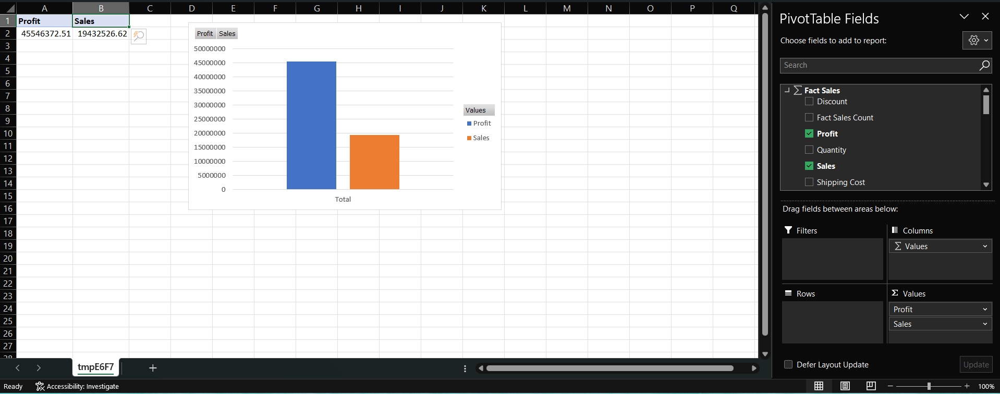 A B C D E F G H I J K L M N O P Q
1 Profit Sales
2 45546372.51 19432526.62
3
4
5
6
7
8
9
10
11
12
13
14
15
16
17
18
19
20
21
22
23
24
25
26
27
28
Profit Sales
50000000
45000000
40000000
35000000
30000000
25000000
20000000
15000000
10000000
5000000
0
Total
Values
Profit
Sales
tmpE6F7
Ready Accessibility: Investigate
100%
PivotTable Fields
Choose fields to add to report:
Search
Fact Sales
Discount
Fact Sales Count
Profit
Quantity
Sales
Shipping Cost
Drag fields between areas below:
Filters
Columns
Values
Rows
Values
Profit
Sales
Defer Layout Update
Update